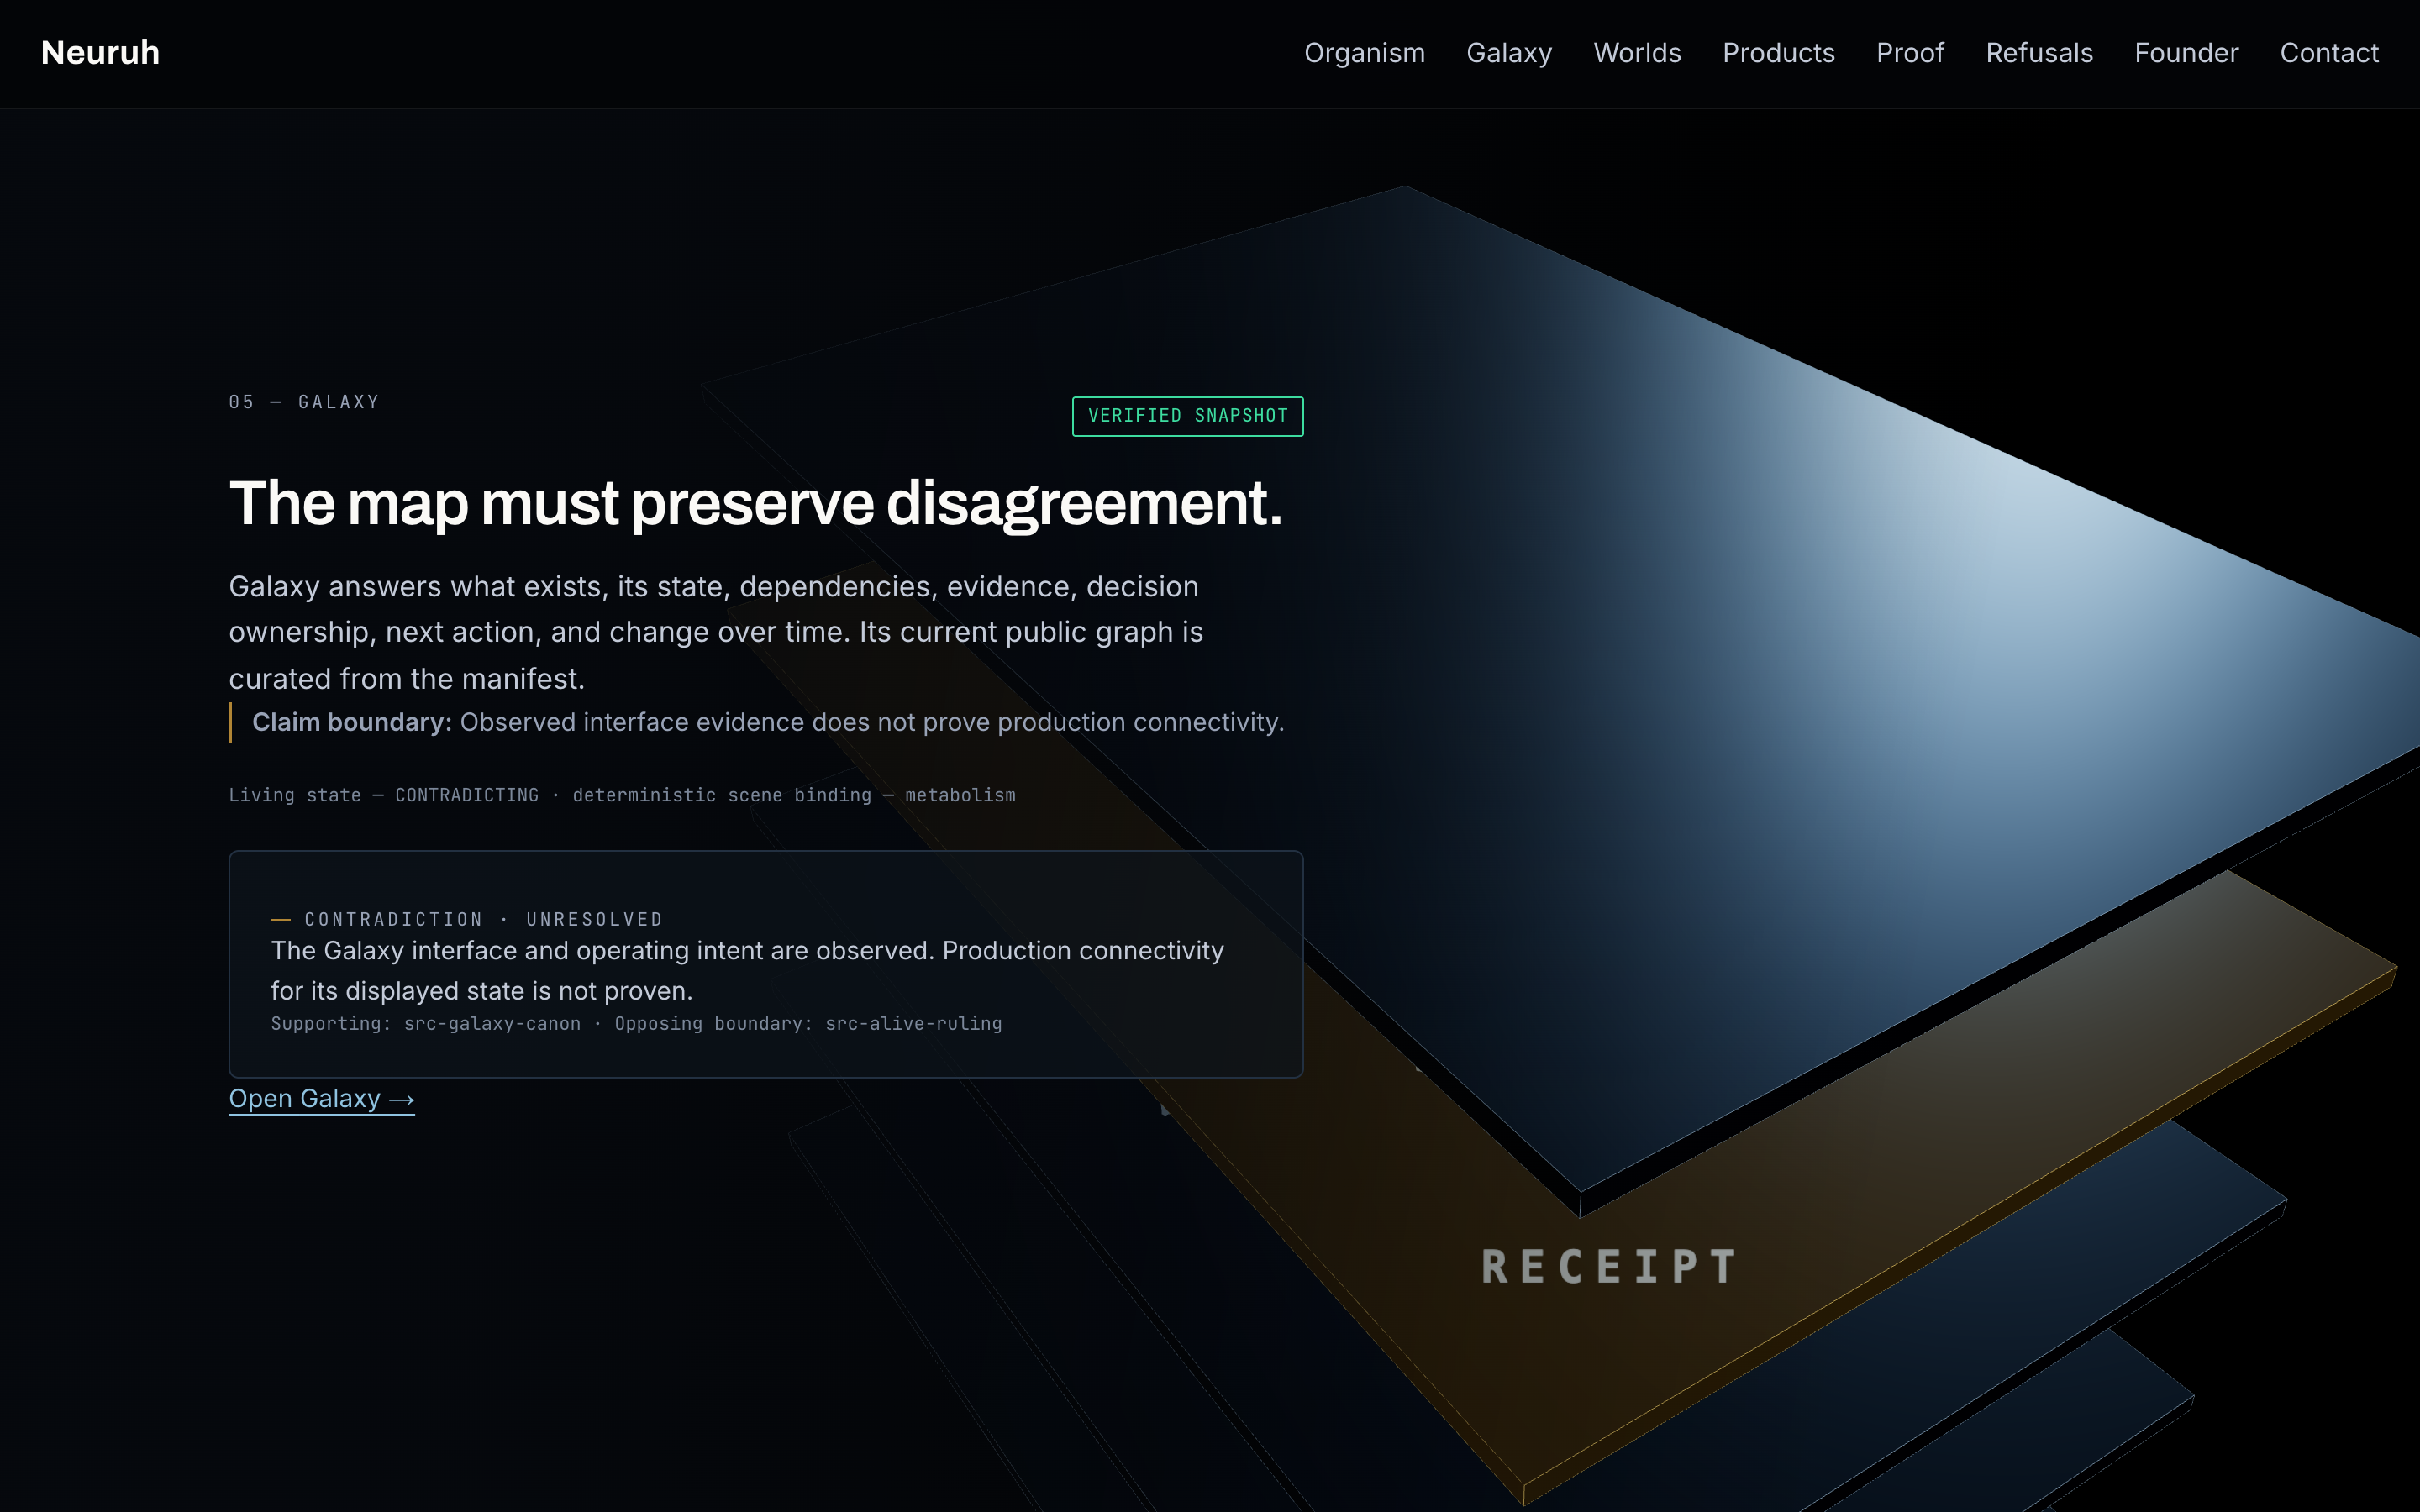 Neuruh
Organism Galaxy Worlds Products Proof Refusals Founder Contact
05 — GALAXY
VERIFIED SNAPSHOT
The map must preserve disagreement.
Galaxy answers what exists, its state, dependencies, evidence, decision
ownership, next action, and change over time. Its current public graph is
curated from the manifest.
Claim boundary: Observed interface evidence does not prove production connectivity.
Living state — CONTRADICTING · deterministic scene binding — metabolism
— CONTRADICTION · UNRESOLVED
The Galaxy interface and operating intent are observed. Production connectivity
for its displayed state is not proven.
Supporting: src-galaxy-canon · Opposing boundary: src-alive-ruling
Open Galaxy →
RECEIPT